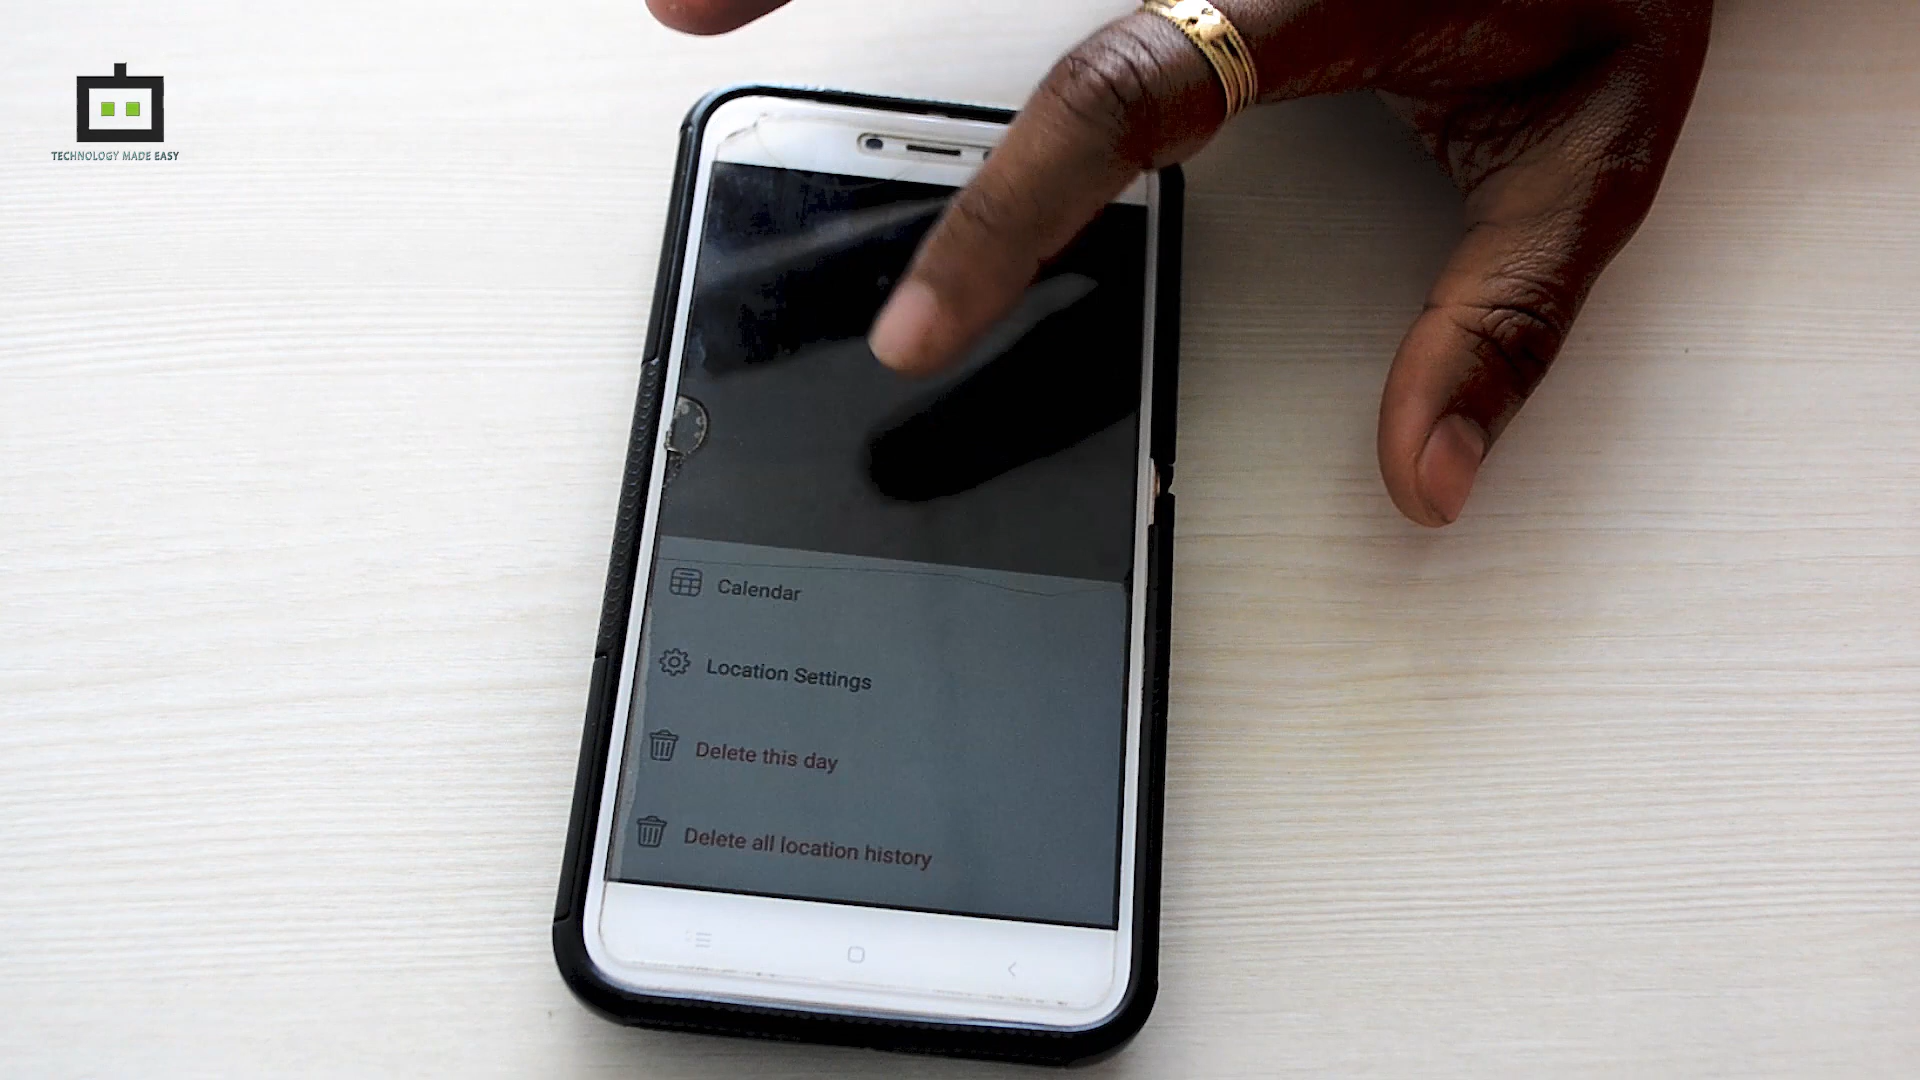 TECHNOLOGY MADE EASY
Calendar
Location Settings
Delete this day
Delete all location history